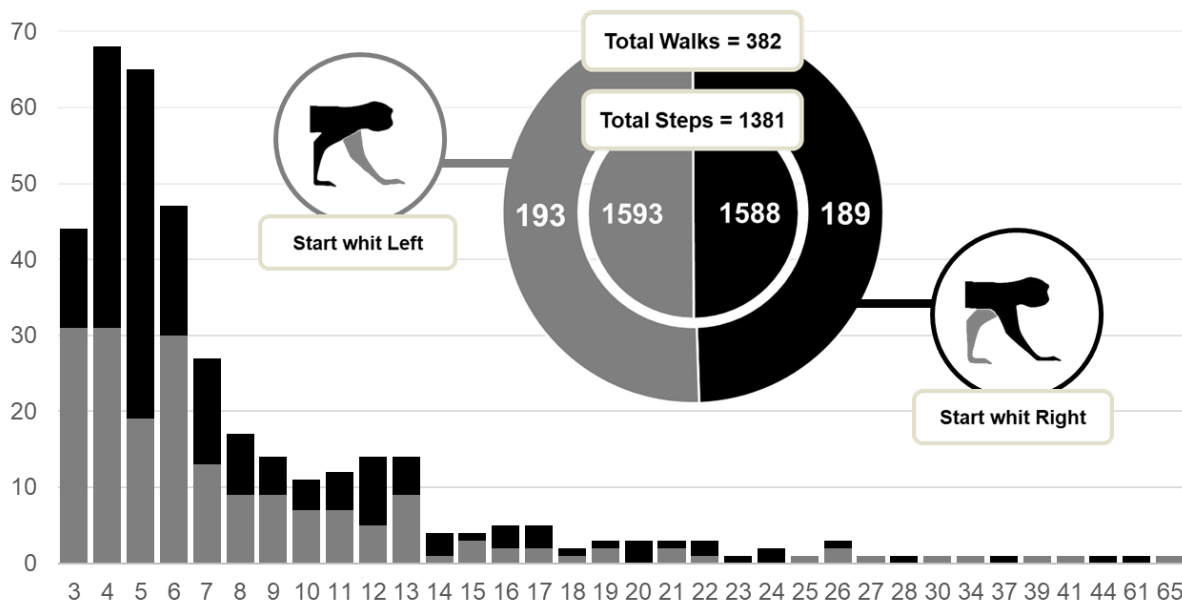 70
60
50
40
30
20
10
0
Total Walks = 382
Total Steps = 1381
193 1593 1588 189
Start whit Left
Start whit Right
3 4 5 6 7 8 9 10 11 12 13 14 15 16 17 18 19 20 21 22 23 24 25 26 27 28 30 34 37 39 41 44 61 65